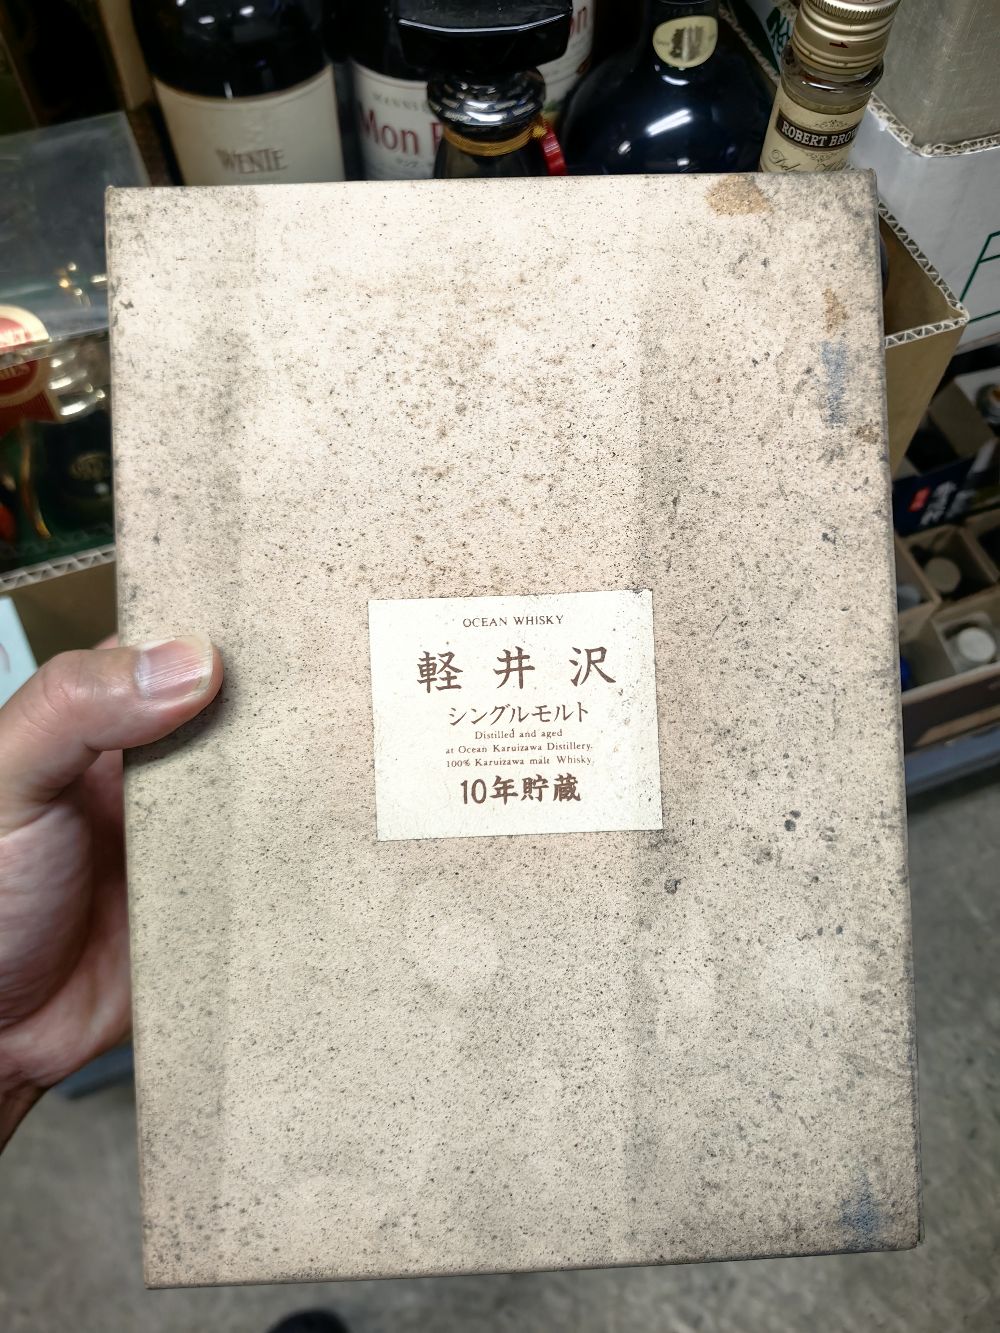 WENTE
Mon
ROBERT BROW
OCEAN WHISKY
軽井沢
シングルモルト
Distilled and aged
at Ocean Karuizawa Distillery.
100% Karuizawa malt Whisky.
10年貯蔵